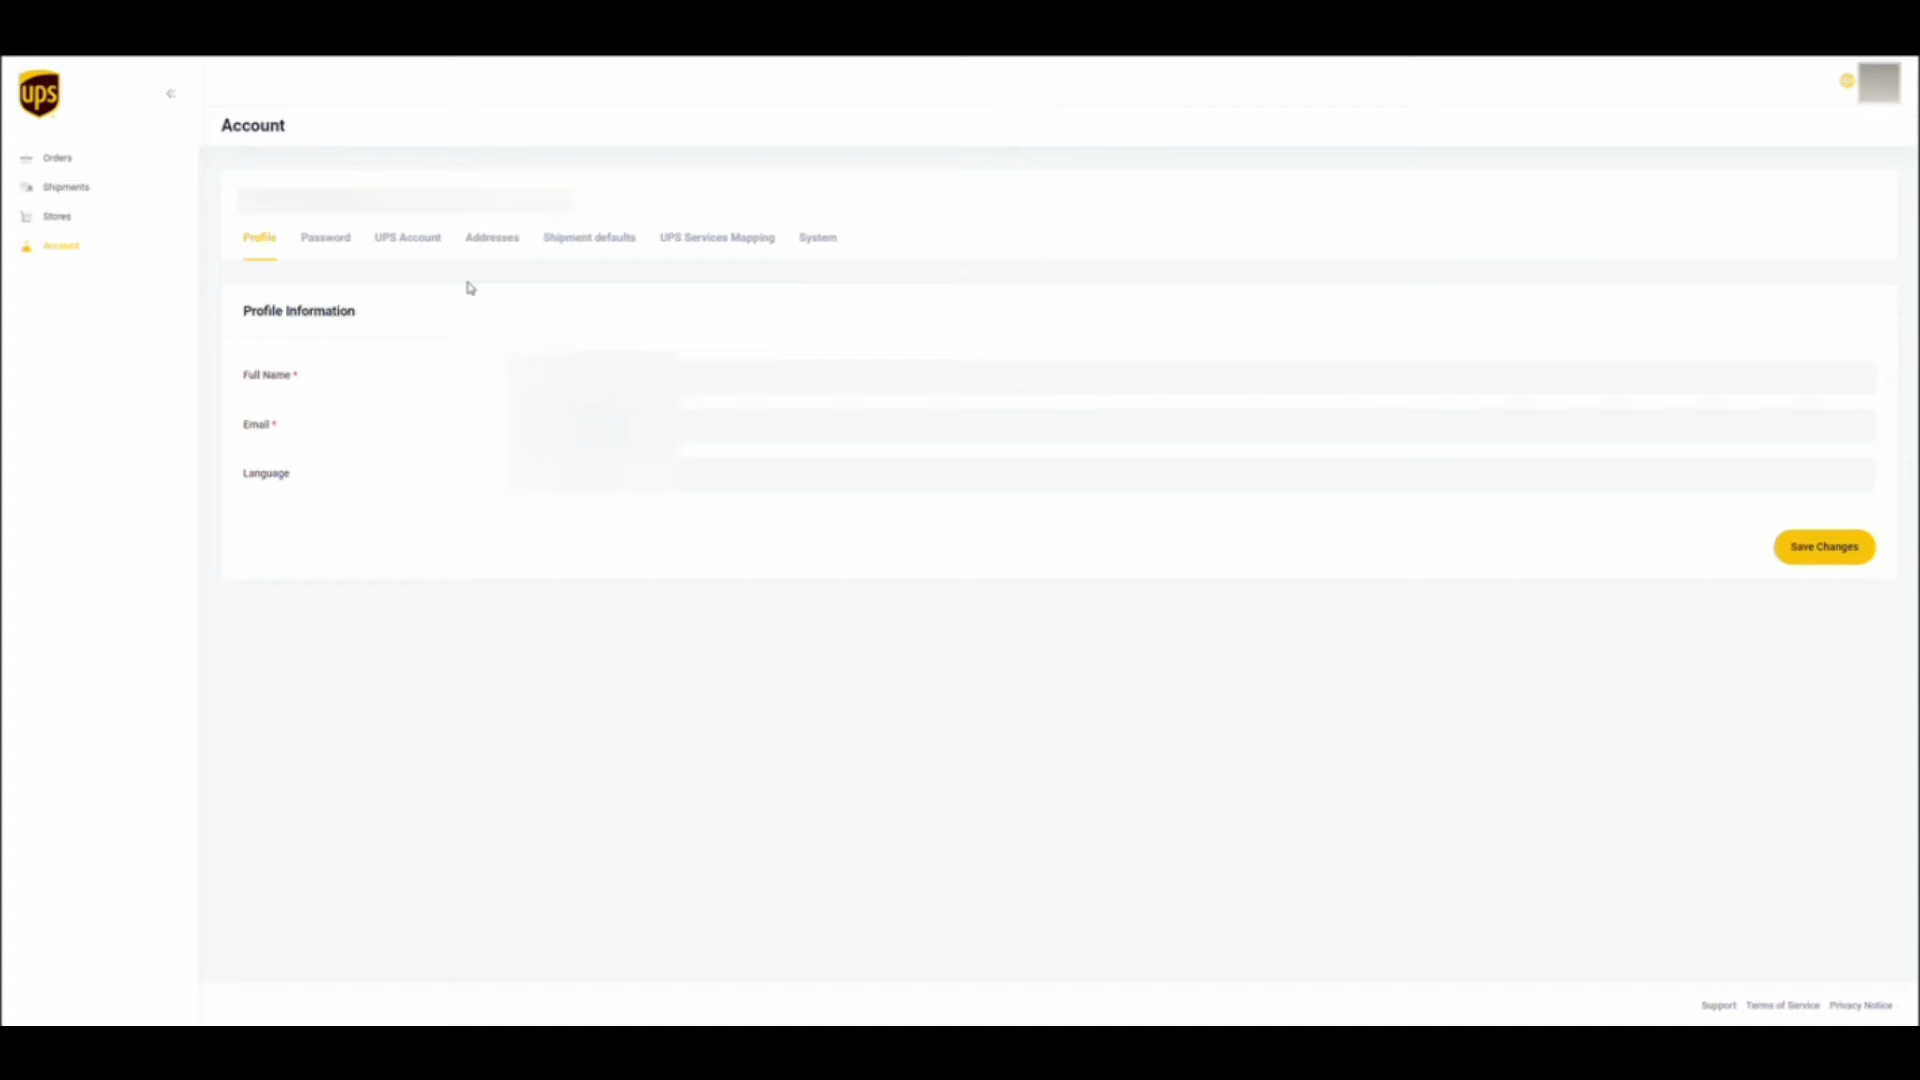 ups
Account
Orders
Shipments
Stores
Account
Profile Password UPS Account Addresses Shipment defaults UPS Services Mapping System
Profile Information
Full Name *
Email *
Language
Save Changes
Support Terms of Service Privacy Notice